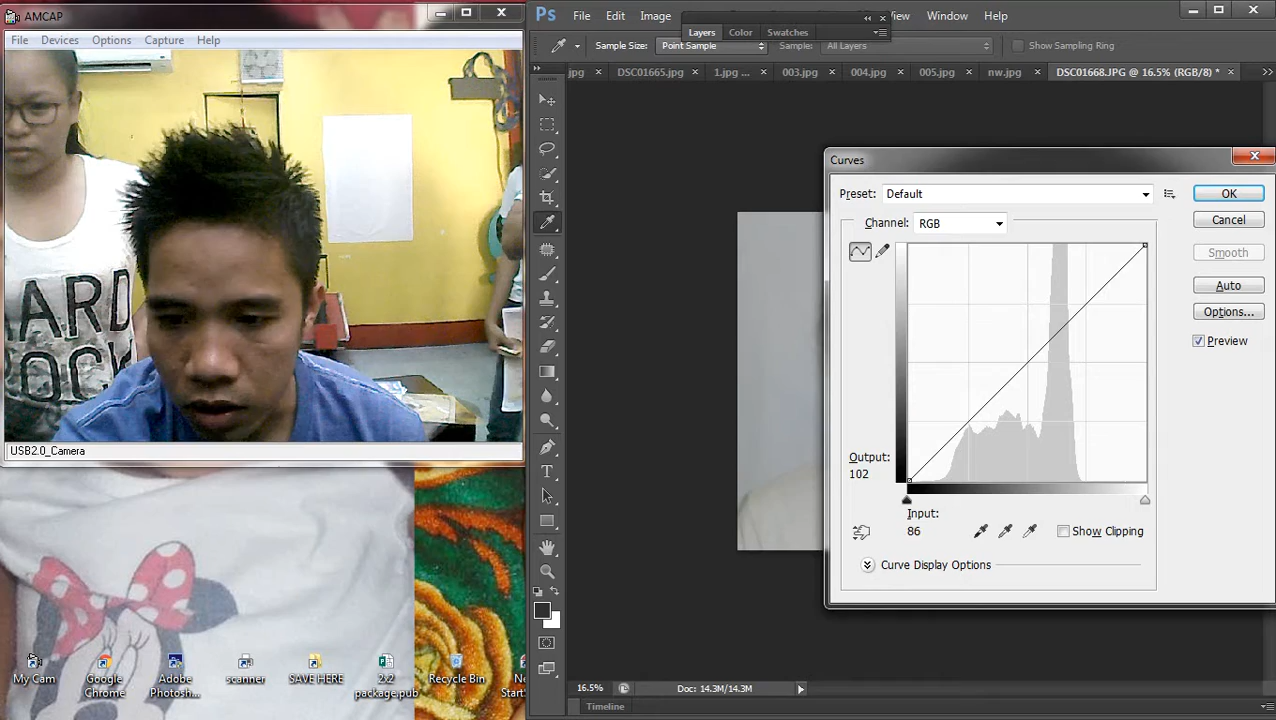 AMCAP
File Devices Options Capture Help
ARD
USB2.0_Camera
My Cam
Google Chrome
Adobe Photosh...
scanner
SAVE HERE
2x2 package.pub
Recycle Bin
Ps File Edit Image View Window Help
Layers Color Swatches
Sample Size: Point Sample Sample: All Layers Show Sampling Ring
.jpg × DSC01665.jpg × 1.jpg ... × 003.jpg × 004.jpg × 005.jpg × nw.jpg × DSC01668.JPG @ 16.5% (RGB/8) * ×
Curves
Preset: Default
OK
Channel: RGB
Cancel
Smooth
Auto
Options...
Preview
Output:
102
Input:
86
Show Clipping
Curve Display Options
16.5% Doc: 14.3M/14.3M
Timeline